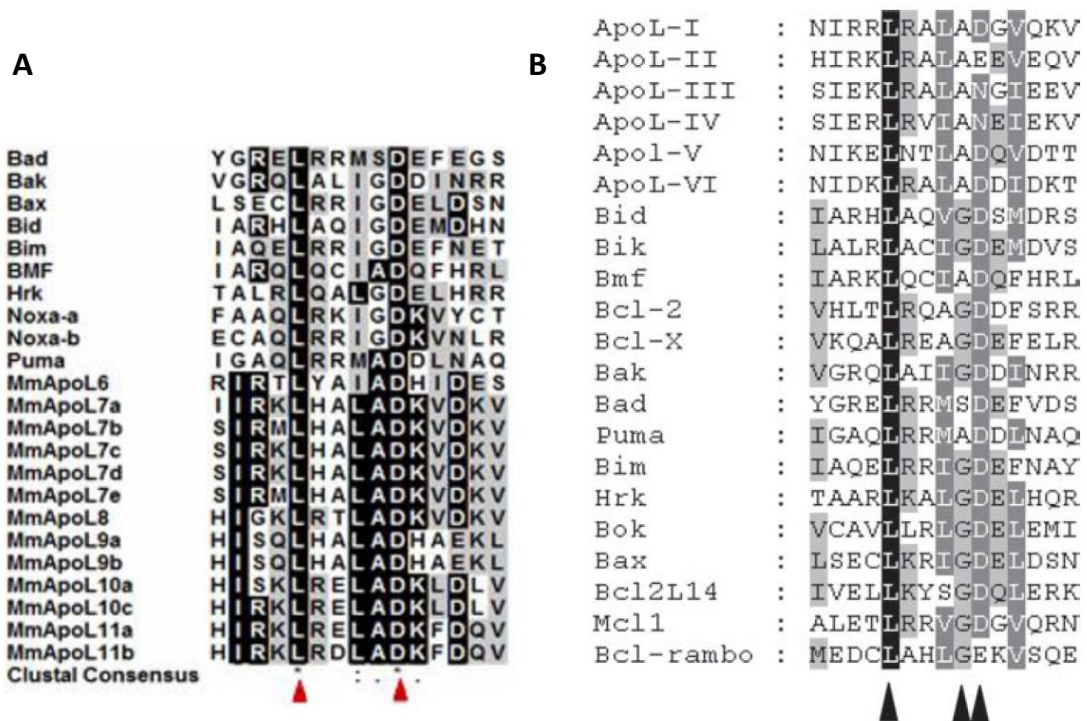 A
Bad YGRELRRMSDEFEGS
Bak VGRQLALIGDDINRR
Bax LSECLRRIGDELDSN
Bid IARHLAQIGDEMDHN
Bim IAQELRRIGDEFNET
BMF IARQLQCIADQFHRL
Hrk TALRLQALGDELHRR
Noxa-a FAAQLRKIGDKVYCT
Noxa-b ECAQLRRIGDKVNLR
Puma IGAQLRRMADDLNAQ
MmApoL6 RIRTLYAIADHIDES
MmApoL7a IIRKLHALADKVDKV
MmApoL7b SIRMLHALADKVDKV
MmApoL7c SIRKLHALADKVDKV
MmApoL7d SIRKLHALADKVDKV
MmApoL7e SIRMLHALADKVDKV
MmApoL8 HIGKLRTLADKVDKV
MmApoL9a HISQLHALADHAEKL
MmApoL9b HISQLHALADHAEKL
MmApoL10a HISKLRELADKLDLV
MmApoL10c HIRKLRELADKLDLV
MmApoL11a HIRKLRELADKFDQV
MmApoL11b HIRKLRDLADKFDQV
Clustal Consensus
B
ApoL-I : NIRRLRALADGVQKV
ApoL-II : HIRKLRALAEEVEQV
ApoL-III : SIEKLRALANGIEEV
ApoL-IV : SIERLRVIANEIEKV
Apol-V : NIKELNTLADQVDTT
ApoL-VI : NIDKLRALADDIDKT
Bid : IARHLAQVGDSMDRS
Bik : LALRLACIGDEMDVS
Bmf : IARKLQCIADQFHRL
Bcl-2 : VHLTLRQAGDDFSRR
Bcl-X : VKQALREAGDEFELR
Bak : VGRQLAIIGDDINRR
Bad : YGRELRRMSDEFVDS
Puma : IGAQLRRMADDLNAQ
Bim : IAQELRRIGDEFNAY
Hrk : TAARLKALGDELHQR
Bok : VCAVLLRLGDELEMI
Bax : LSECLKRIGDELDSN
Bcl2L14 : IVELLKYSGDQLERK
Mcl1 : ALETLRRVGDGVQRN
Bcl-rambo : MEDCLAHLGEKVSQE